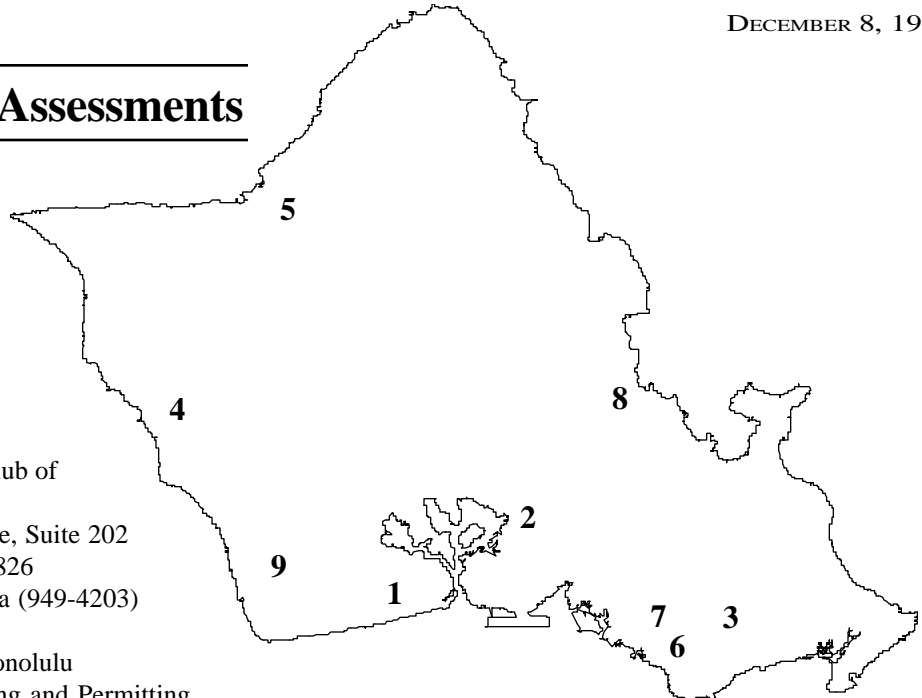 DECEMBER 8, 19
Assessments
5
4
8
lub of
e, Suite 202
826
a (949-4203)
onolulu
ng and Permitting
2
9
1
7
3
6